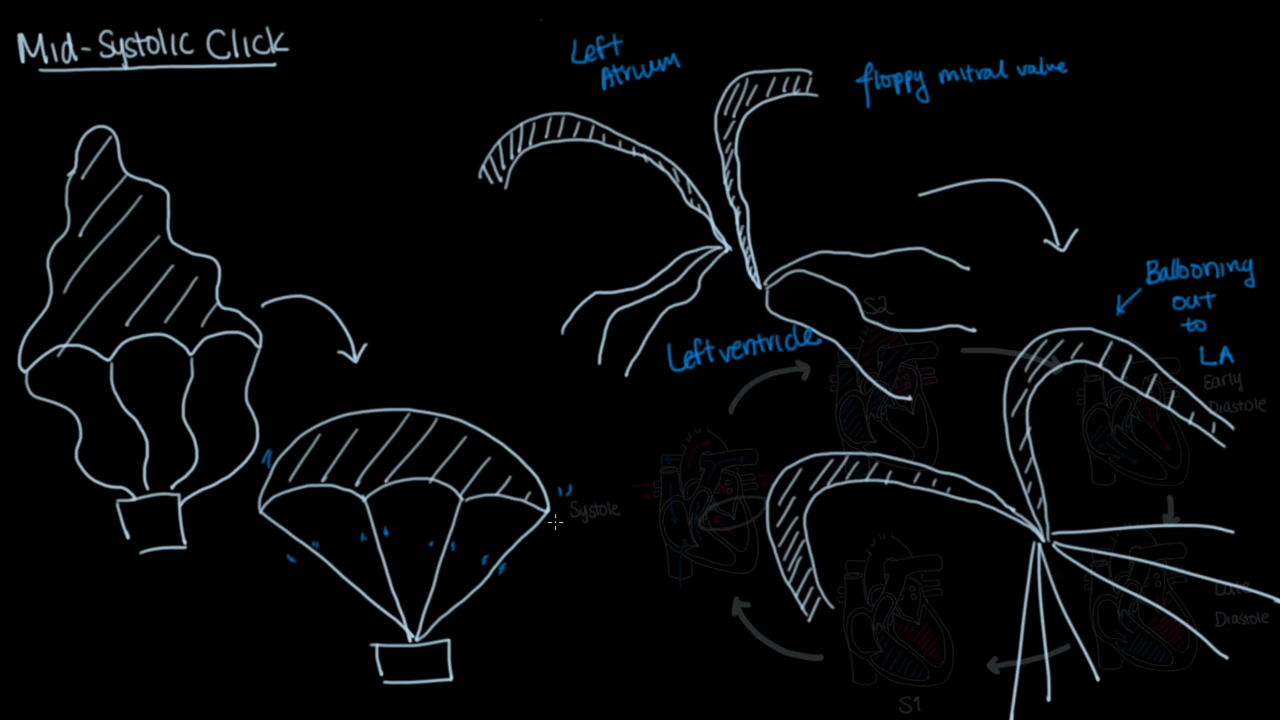 Mid-Systolic Click
Left
Atrium
floppy mitral valve
Left ventricle
Ballooning
out
to
LA
S2
Early
Diastole
Systole
Late
Diastole
S1